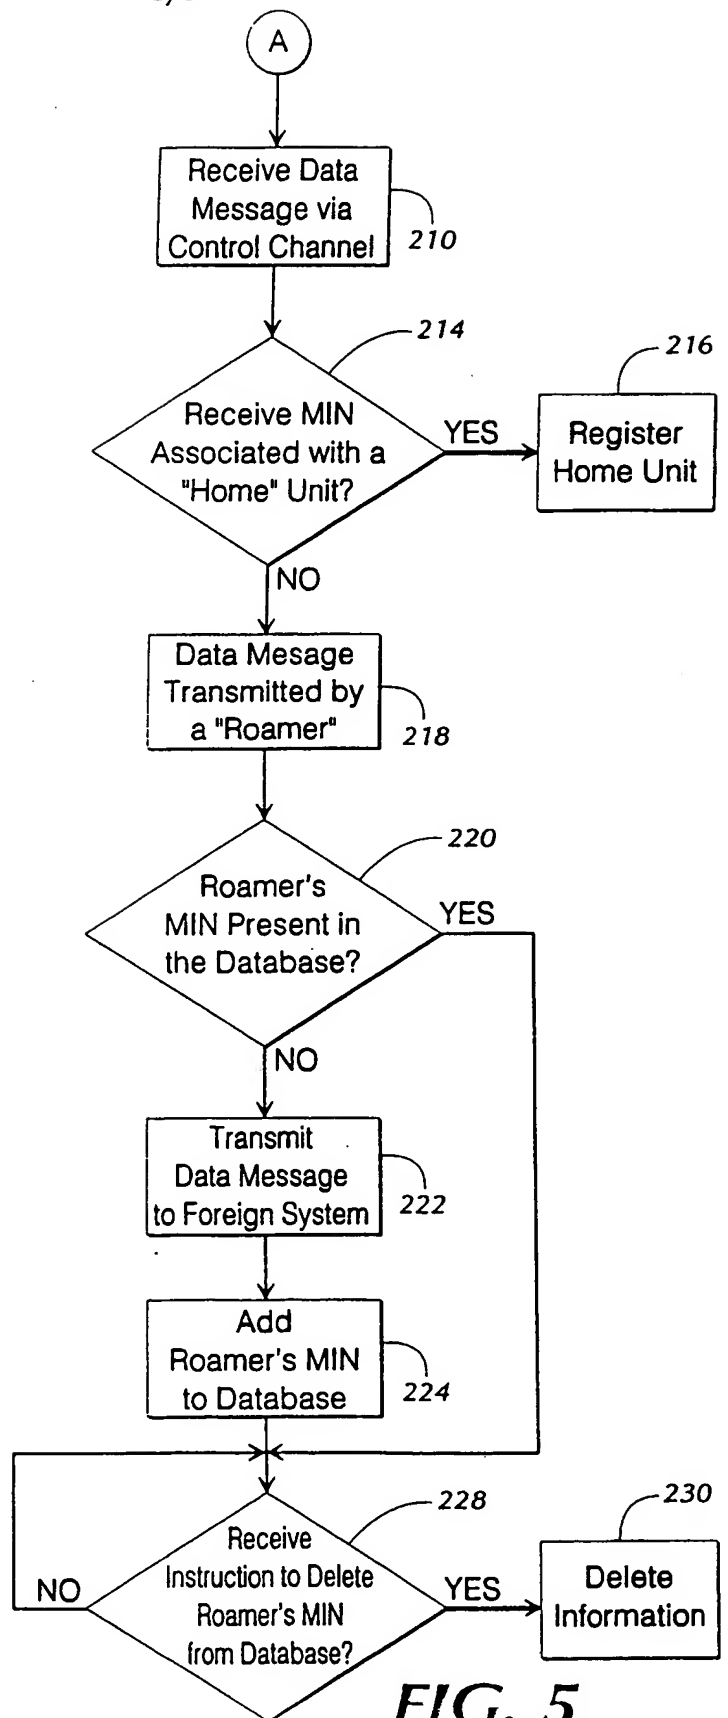 A
Receive Data
Message via
Control Channel
210
214
Receive MIN
Associated with a
"Home" Unit?
YES
216
Register
Home Unit
NO
Data Mesage
Transmitted by
a "Roamer"
218
220
Roamer's
MIN Present in
the Database?
YES
NO
Transmit
Data Message
to Foreign System
222
Add
Roamer's MIN
to Database
224
228
Receive
Instruction to Delete
Roamer's MIN
from Database?
NO
YES
230
Delete
Information
FIG. 5